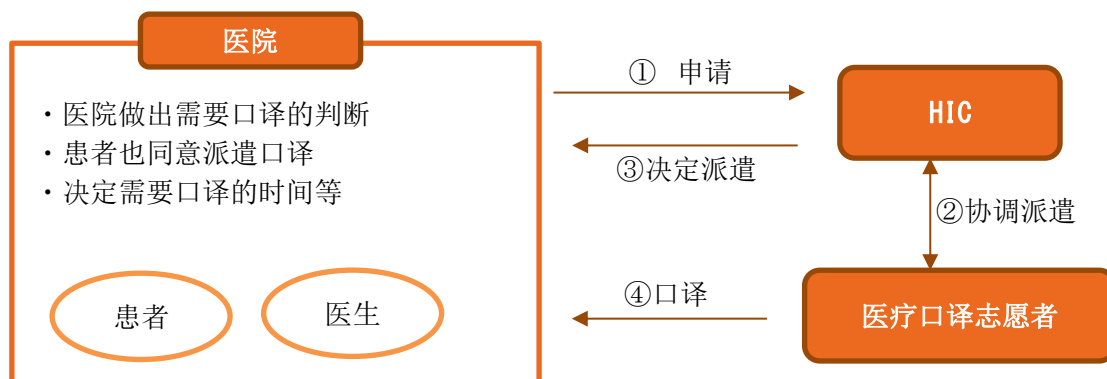 医院
・医院做出需要口译的判断
・患者也同意派遣口译
・决定需要口译的时间等
患者
医生
① 申请
HIC
③决定派遣
②协调派遣
④口译
医疗口译志愿者